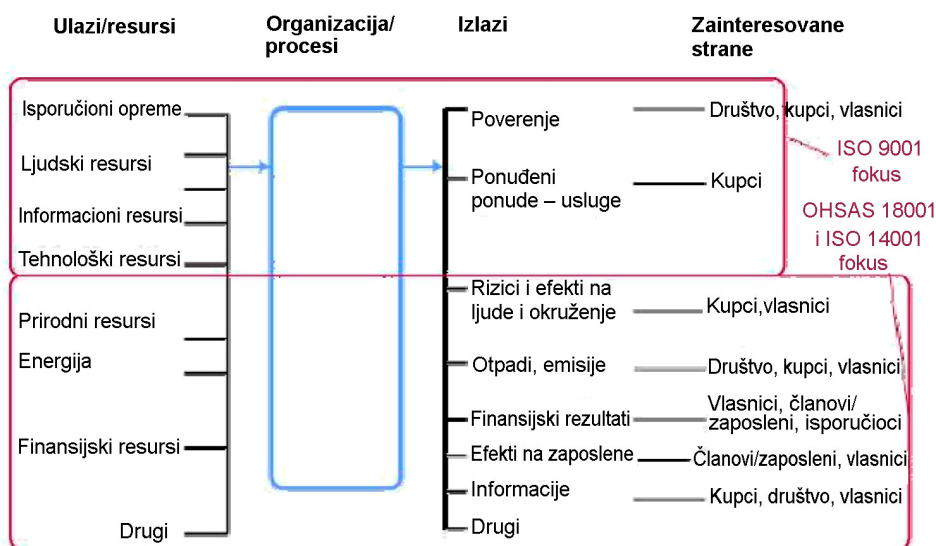 Ulazi/resursi
Organizacija/
procesi
Izlazi
Zainteresovane
strane
Isporučioni opreme
Ljudski resursi
Informacioni resursi
Tehnološki resursi
Prirodni resursi
Energija
Finansijski resursi
Drugi
Poverenje
Ponuđeni
ponude – usluge
Rizici i efekti na
ljude i okruženje
Otpadi, emisije
Finansijski rezultati
Efekti na zaposlene
Informacije
Drugi
Društvo, kupci, vlasnici
Kupci
Kupci,vlasnici
Društvo, kupci, vlasnici
Vlasnici, članovi/
zaposleni, isporučioci
Članovi/zaposleni, vlasnici
Kupci, društvo, vlasnici
ISO 9001
fokus
OHSAS 18001
i ISO 14001
fokus